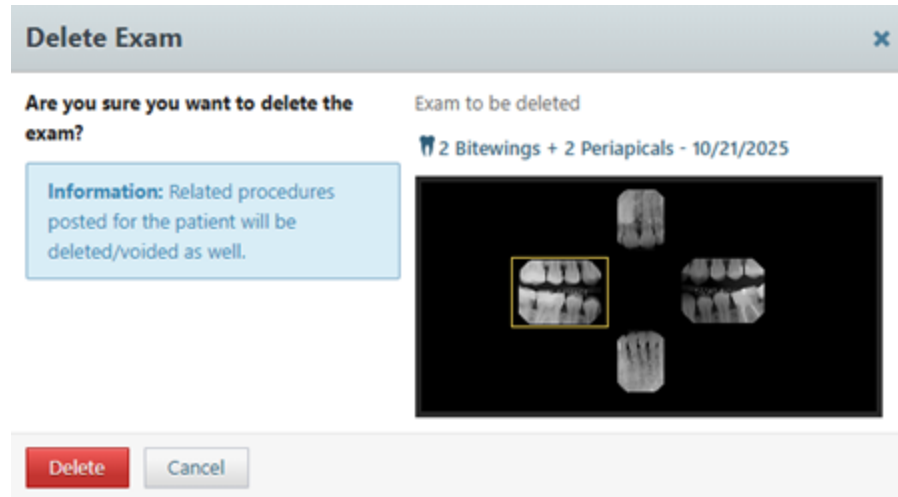 Delete Exam
Are you sure you want to delete the
exam?
Information: Related procedures
posted for the patient will be
deleted/voided as well.
Exam to be deleted
2 Bitewings + 2 Periapicals - 10/21/2025
Delete
Cancel